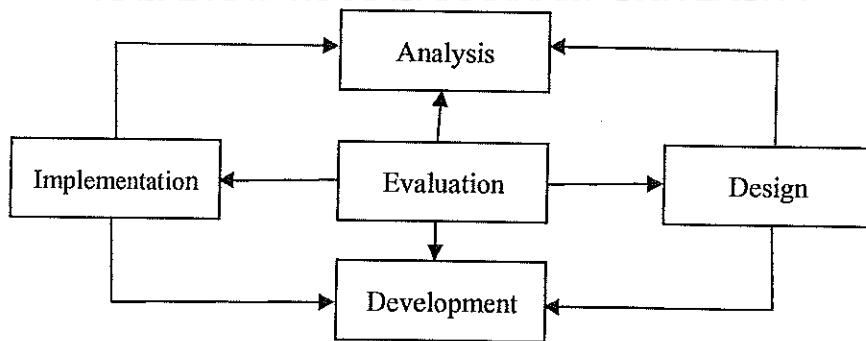 Analysis
Implementation
Evaluation
Design
Development